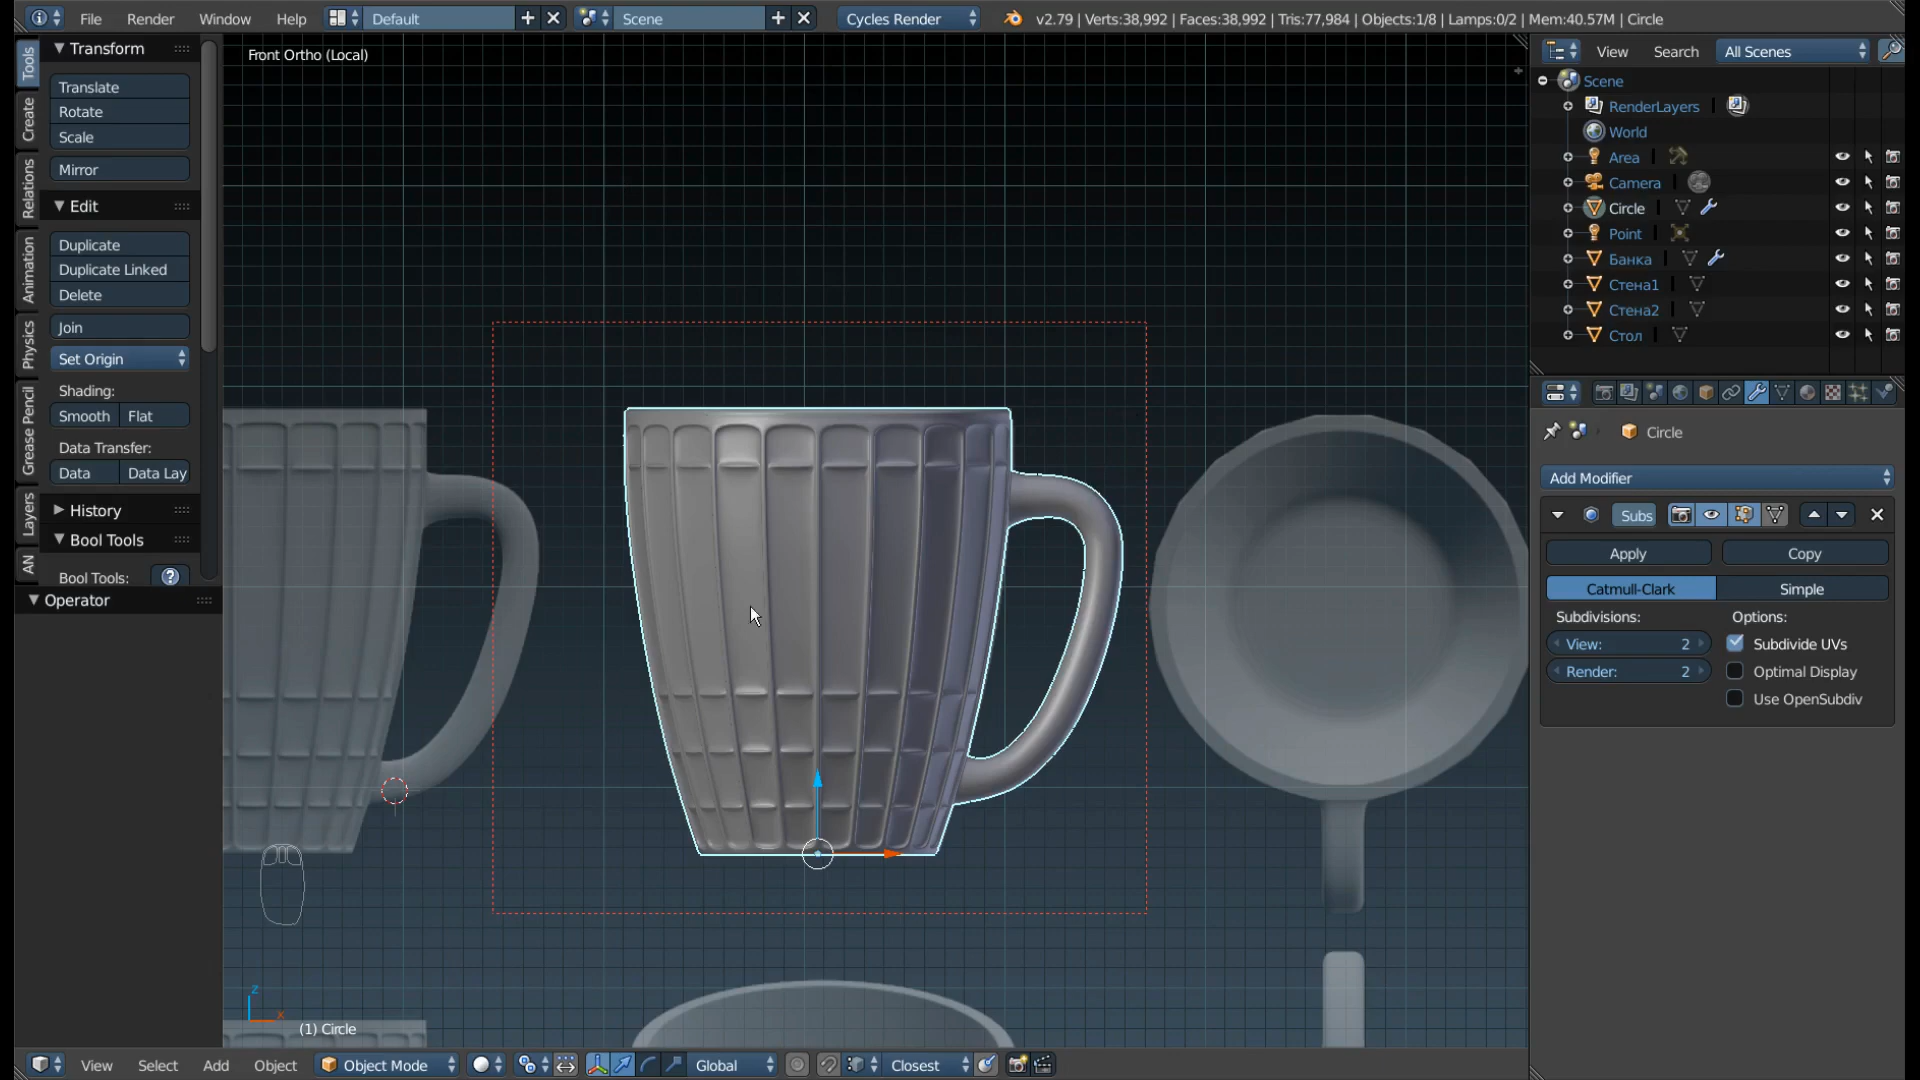 File Render Window Help Default Scene Cycles Render v2.79 | Verts:38,992 | Faces:38,992 | Tris:77,984 | Objects:1/8 | Lamps:0/2 | Mem:40.57M | Circle
Tools
Create
Relations
Animation
Physics
Grease Pencil
Layers
AN
Transform
Translate
Rotate
Scale
Mirror
Edit
Duplicate
Duplicate Linked
Delete
Join
Set Origin
Shading:
Smooth Flat
Data Transfer:
Data Data Lay
History
Bool Tools
Bool Tools:
Operator
Front Ortho (Local)
z
x
(1) Circle
View Select Add Object Object Mode Global Closest
View Search All Scenes
Scene
RenderLayers
World
Area
Camera
Circle
Point
Банка
Стена1
Стена2
Стол
Circle
Add Modifier
Subs
Apply Copy
Catmull-Clark Simple
Subdivisions: Options:
View: 2 Subdivide UVs
Render: 2 Optimal Display
Use OpenSubdiv